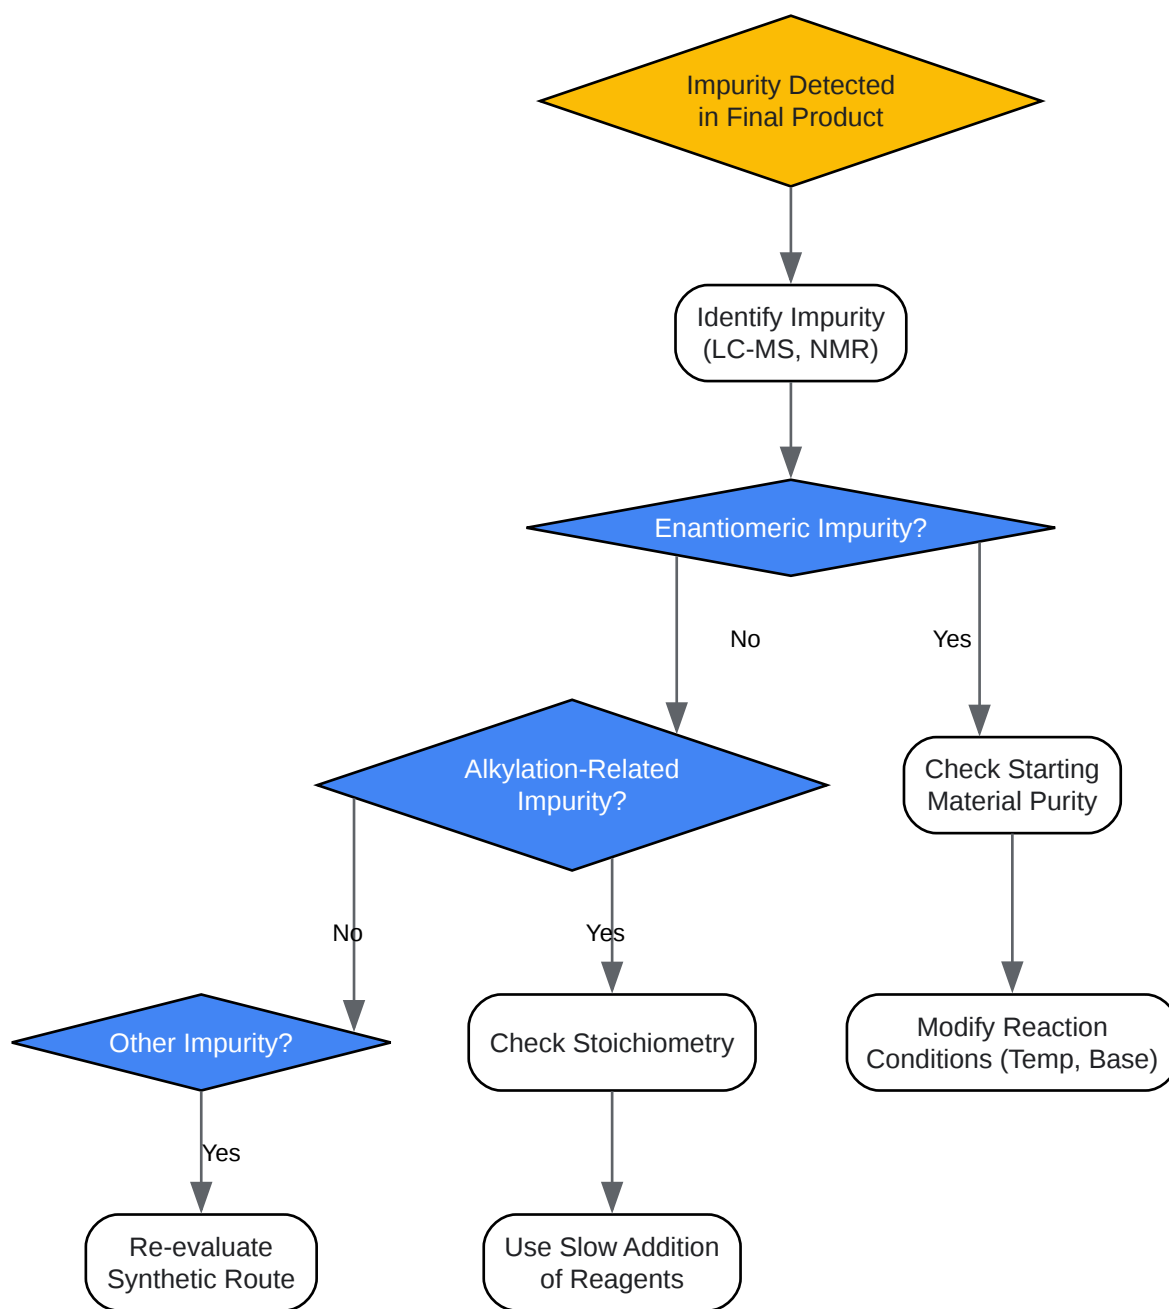 Impurity Detected
in Final Product
Identify Impurity
(LC-MS, NMR)
Enantiomeric Impurity?
No
Yes
Alkylation-Related
Impurity?
Check Starting
Material Purity
No
Yes
Other Impurity?
Check Stoichiometry
Modify Reaction
Conditions (Temp, Base)
Yes
Re-evaluate
Synthetic Route
Use Slow Addition
of Reagents